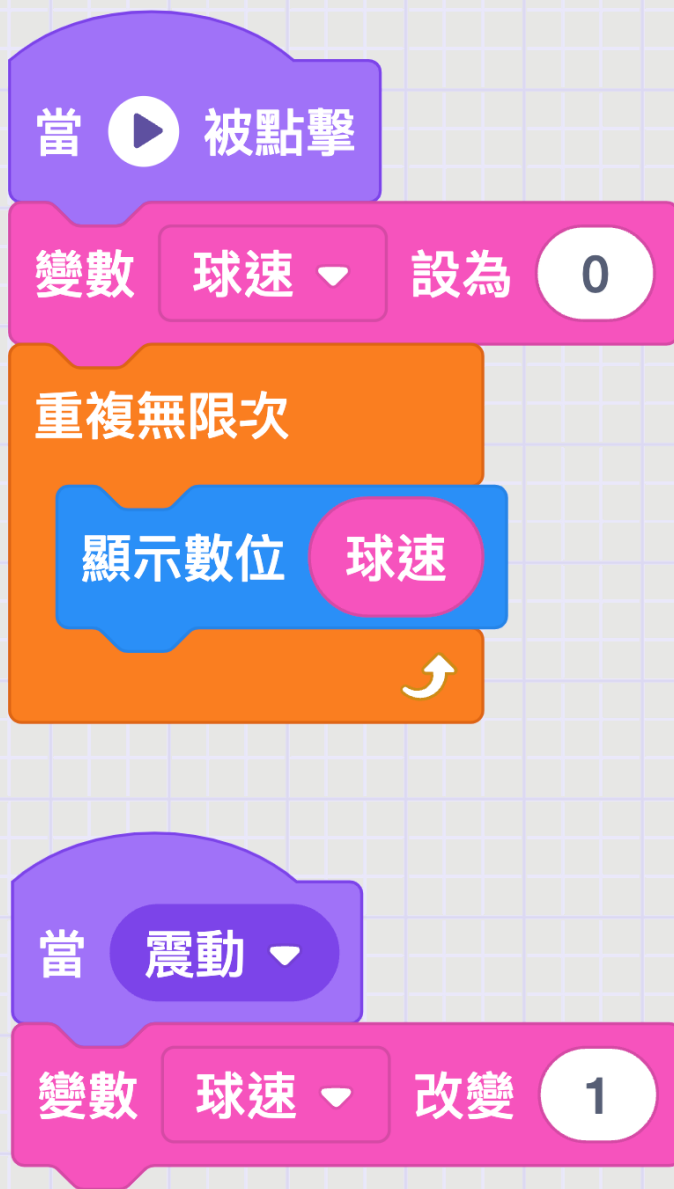 當 被點擊
變數 球速 設為 0
重複無限次
顯示數位 球速
當 震動
變數 球速 改變 1